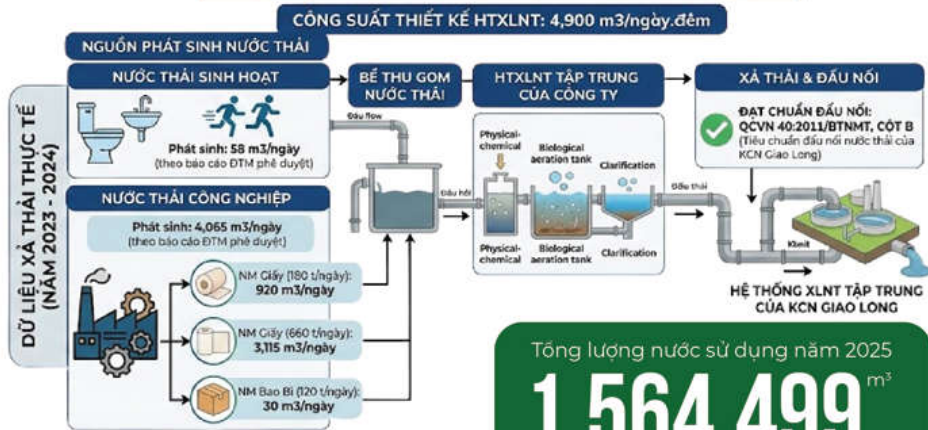 CÔNG SUẤT THIẾT KẾ HTXLNT: 4,900 m3/ngày.đêm
NGUỒN PHÁT SINH NƯỚC THẢI
NƯỚC THẢI SINH HOẠT
BỂ THU GOM
NƯỚC THẢI
HTXLNT TẬP TRUNG
CỦA CÔNG TY
XẢ THẢI & ĐẤU NỐI
DỮ LIỆU XẢ THẢI THỰC TẾ
(NĂM 2023 - 2024)
Phát sinh: 58 m3/ngày
(theo báo cáo ĐTM phê duyệt)
Đầu flow
Physical-
chemical
Biological
aeration tank
Clarification
ĐẠT CHUẨN ĐẤU NỐI:
QCVN 40:2011/BTNMT, CỘT B
(Tiêu chuẩn đấu nối nước thải của
KCN Giao Long)
NƯỚC THẢI CÔNG NGHIỆP
Phát sinh: 4,065 m3/ngày
(theo báo cáo ĐTM phê duyệt)
Physical-
chemical
Biological
aeration tank
Clarification
NM Giấy (180 t/ngày):
920 m3/ngày
NM Giấy (660 t/ngày):
3,115 m3/ngày
NM Bao Bì (120 t/ngày)
30 m3/ngày
HỆ THỐNG XLNT TẬP TRUNG
CỦA KCN GIAO LONG
Tổng lượng nước sử dụng năm 2025
1.564.499 m³